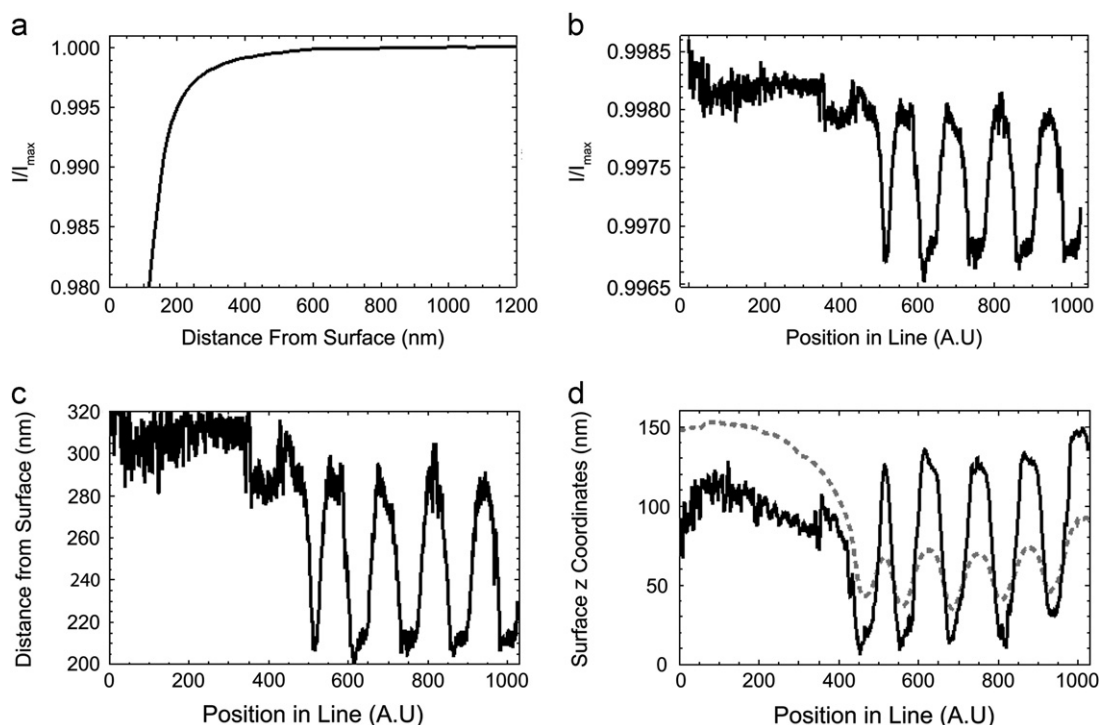 a
1.000
0.995
0.990
0.985
0.980
I/Imax
0 200 400 600 800 1000 1200
Distance From Surface (nm)
b
0.9985
0.9980
0.9975
0.9970
0.9965
I/Imax
0 200 400 600 800 1000
Position in Line (A.U)
c
320
300
280
260
240
220
200
Distance from Surface (nm)
0 200 400 600 800 1000
Position in Line (A.U)
d
150
100
50
0
Surface z Coordinates (nm)
0 200 400 600 800 1000
Position in Line (A.U)